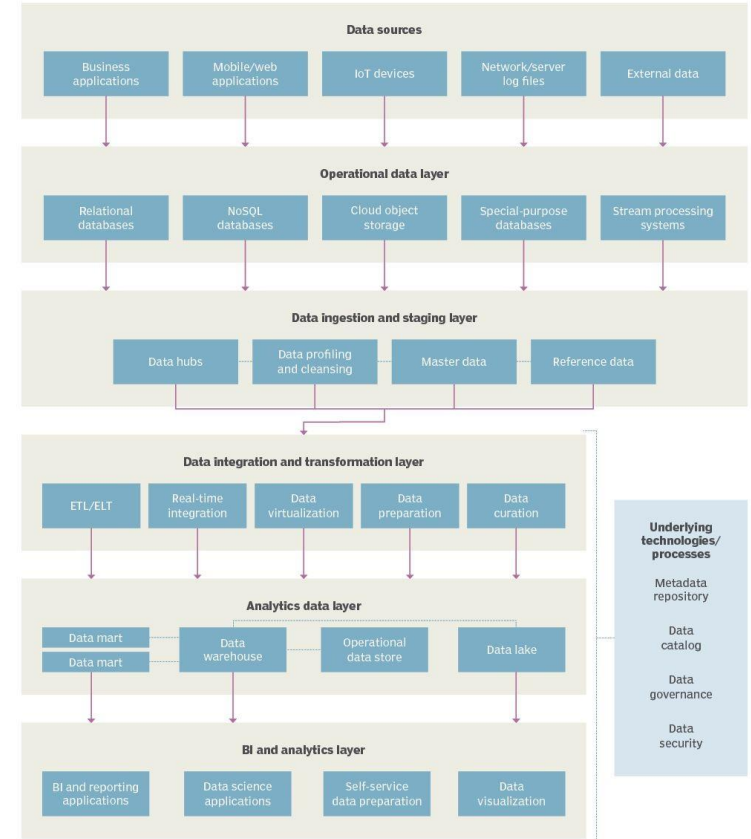 Data sources
Business
applications
Mobile/web
applications
IoT devices
Network/server
log files
External data
Operational data layer
Relational
databases
NoSQL
databases
Cloud object
storage
Special-purpose
databases
Stream processing
systems
Data ingestion and staging layer
Data hubs
Data profiling
and cleansing
Master data
Reference data
Data integration and transformation layer
ETL/ELT
Real-time
integration
Data
virtualization
Data
preparation
Data
curation
Analytics data layer
Data mart
Data mart
Data
warehouse
Operational
data store
Data lake
BI and analytics layer
BI and reporting
applications
Data science
applications
Self-service
data preparation
Data
visualization
Underlying
technologies/
processes
Metadata
repository
Data
catalog
Data
governance
Data
security